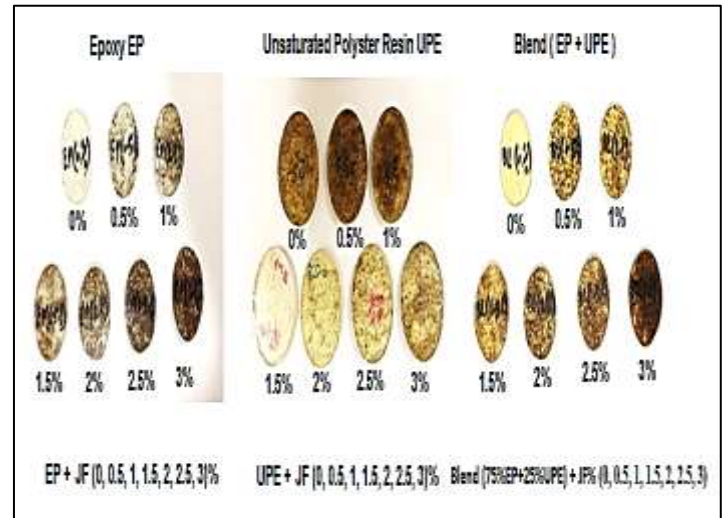 Epoxy EP
Unsaturated Polyster Resin UPE
Blend ( EP + UPE )
0% 0.5% 1%
0% 0.5% 1%
0% 0.5% 1%
1.5% 2% 2.5% 3%
1.5% 2% 2.5% 3%
1.5% 2% 2.5% 3%
EP + JF (0, 0.5, 1, 1.5, 2, 2.5, 3)%
UPE + JF (0, 0.5, 1, 1.5, 2, 2.5, 3)%
Blend (75%EP+25%UPE) + JF% (0, 0.5, 1, 1.5, 2, 2.5, 3)